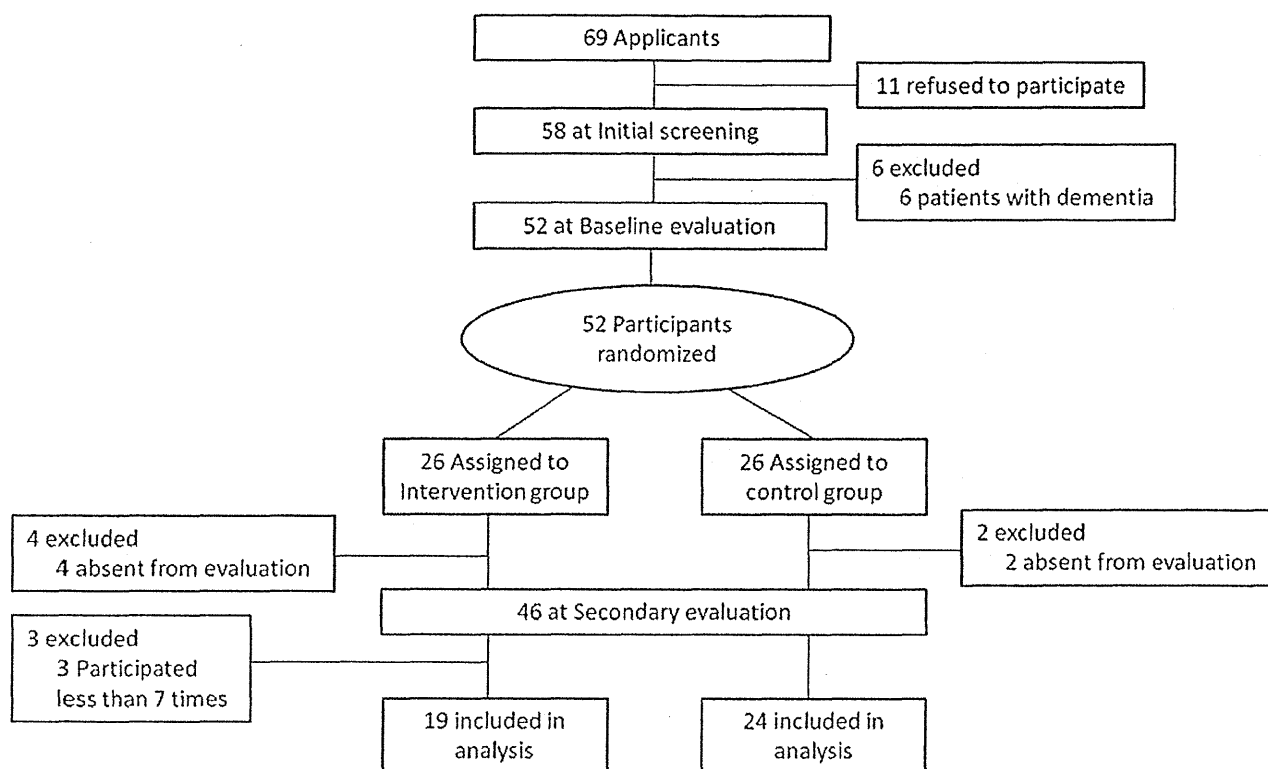 69 Applicants
11 refused to participate
58 at Initial screening
6 excluded
6 patients with dementia
52 at Baseline evaluation
52 Participants
randomized
26 Assigned to
Intervention group
26 Assigned to
control group
4 excluded
4 absent from evaluation
2 excluded
2 absent from evaluation
46 at Secondary evaluation
3 excluded
3 Participated
less than 7 times
19 included in
analysis
24 included in
analysis